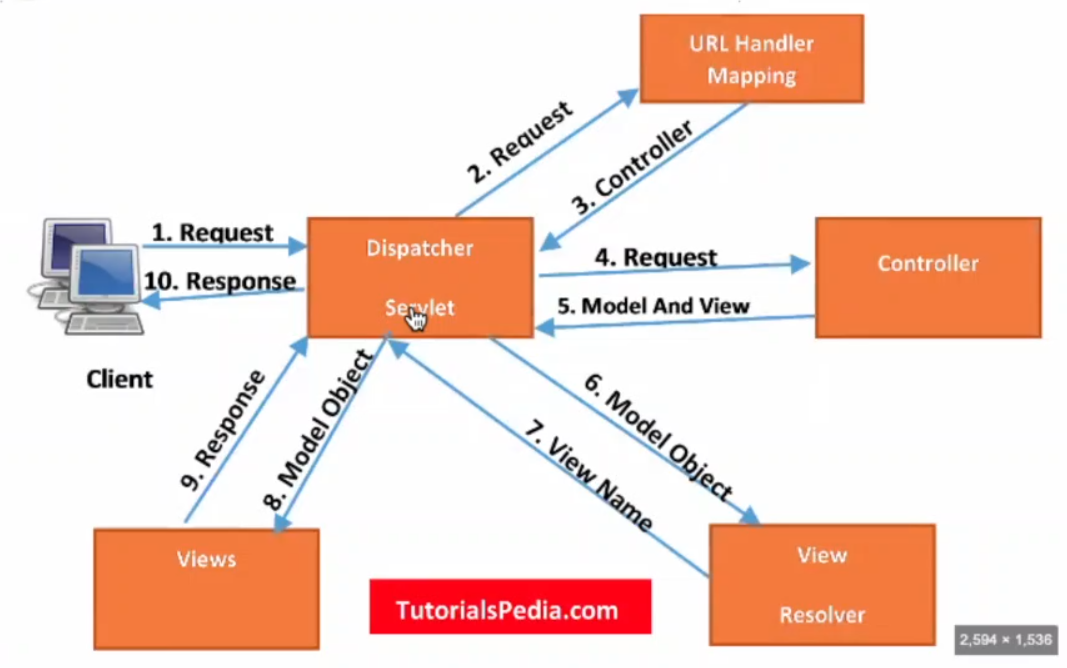 URL Handler
Mapping
2. Request
3. Controller
1. Request
Dispatcher
Servlet
4. Request
Controller
10. Response
5. Model And View
Client
9. Response
8. Model Object
7. View Name
6. Model Object
Views
View
Resolver
TutorialsPedia.com
2,594 × 1,536